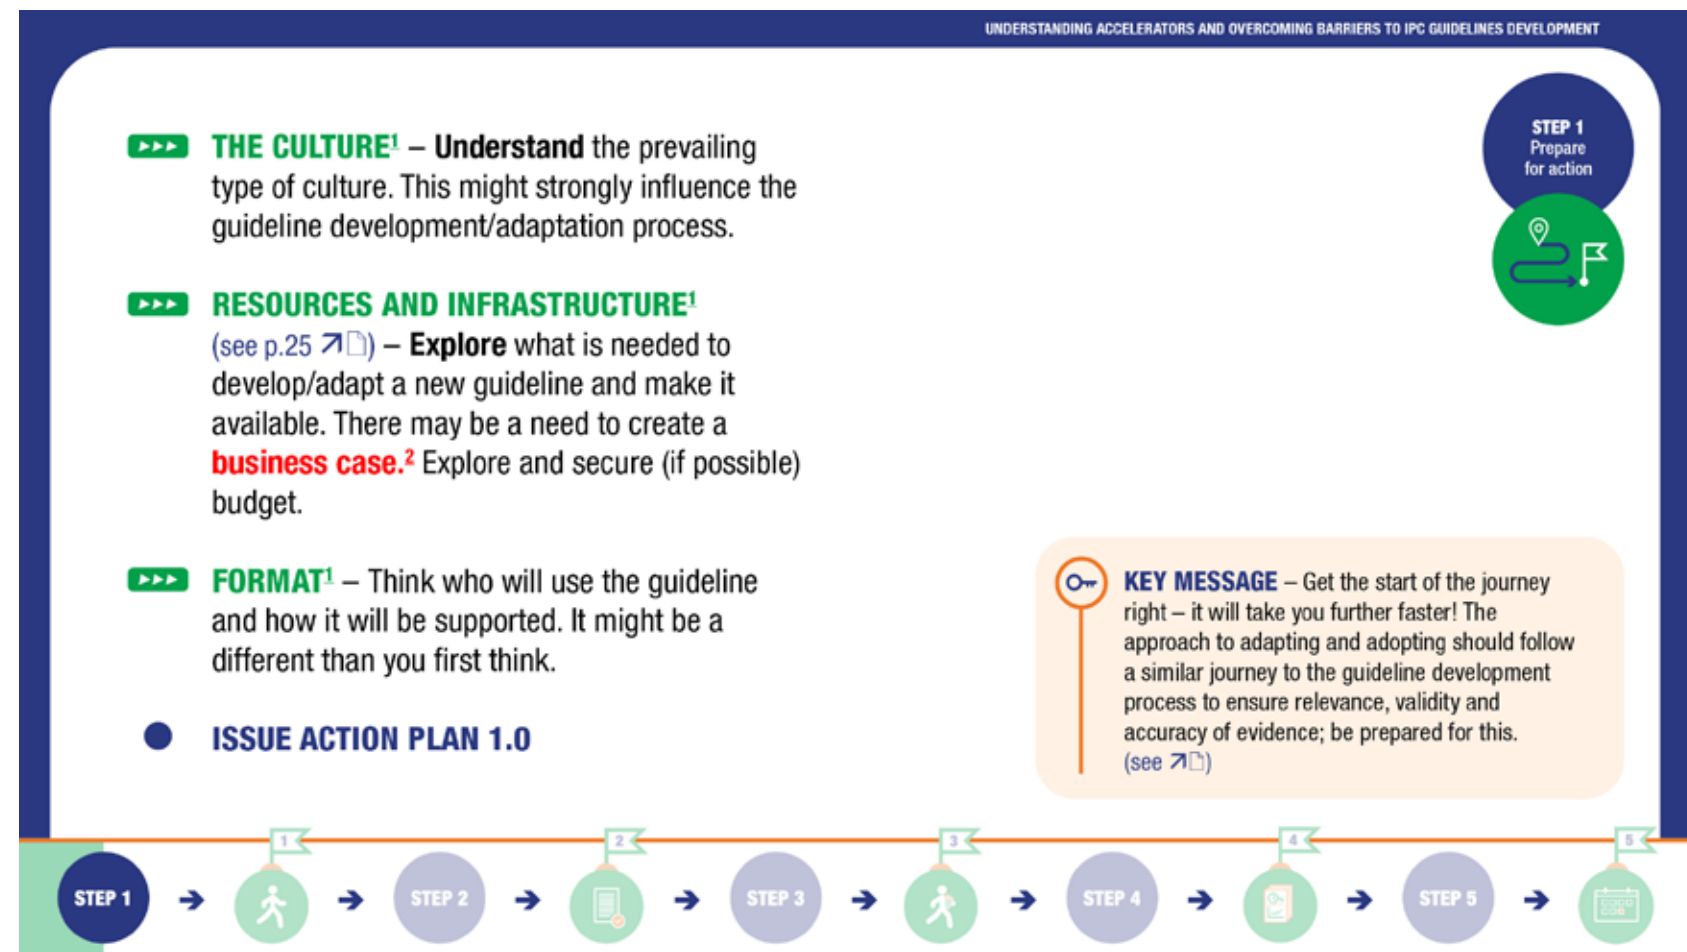 UNDERSTANDING ACCELERATORS AND OVERCOMING BARRIERS TO IPC GUIDELINES DEVELOPMENT
STEP 1
Prepare
for action
THE CULTURE¹ – Understand the prevailing
type of culture. This might strongly influence the
guideline development/adaptation process.
RESOURCES AND INFRASTRUCTURE¹
(see p.25 ) – Explore what is needed to
develop/adapt a new guideline and make it
available. There may be a need to create a
business case.² Explore and secure (if possible)
budget.
FORMAT¹ – Think who will use the guideline
and how it will be supported. It might be a
different than you first think.
ISSUE ACTION PLAN 1.0
KEY MESSAGE – Get the start of the journey
right – it will take you further faster! The
approach to adapting and adopting should follow
a similar journey to the guideline development
process to ensure relevance, validity and
accuracy of evidence; be prepared for this.
(see )
1
2
3
4
5
STEP 1
STEP 2
STEP 3
STEP 4
STEP 5